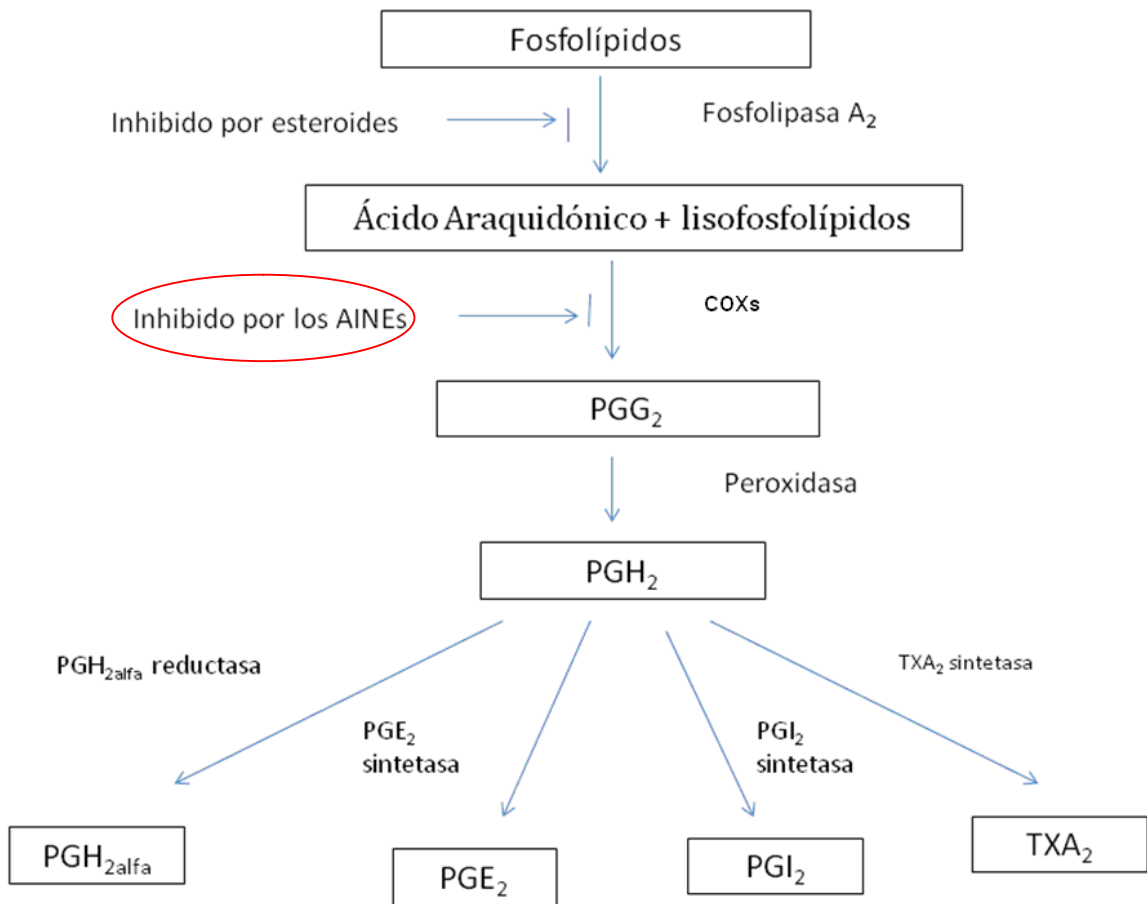 Fosfolípidos
Inhibido por esteroides
Fosfolipasa A₂
Ácido Araquidónico + lisofosfolípidos
Inhibido por los AINEs
COXs
PGG₂
Peroxidasa
PGH₂
PGH₂alfa reductasa
TXA₂ sintetasa
PGE₂
sintetasa
PGI₂
sintetasa
PGH₂alfa
PGE₂
PGI₂
TXA₂